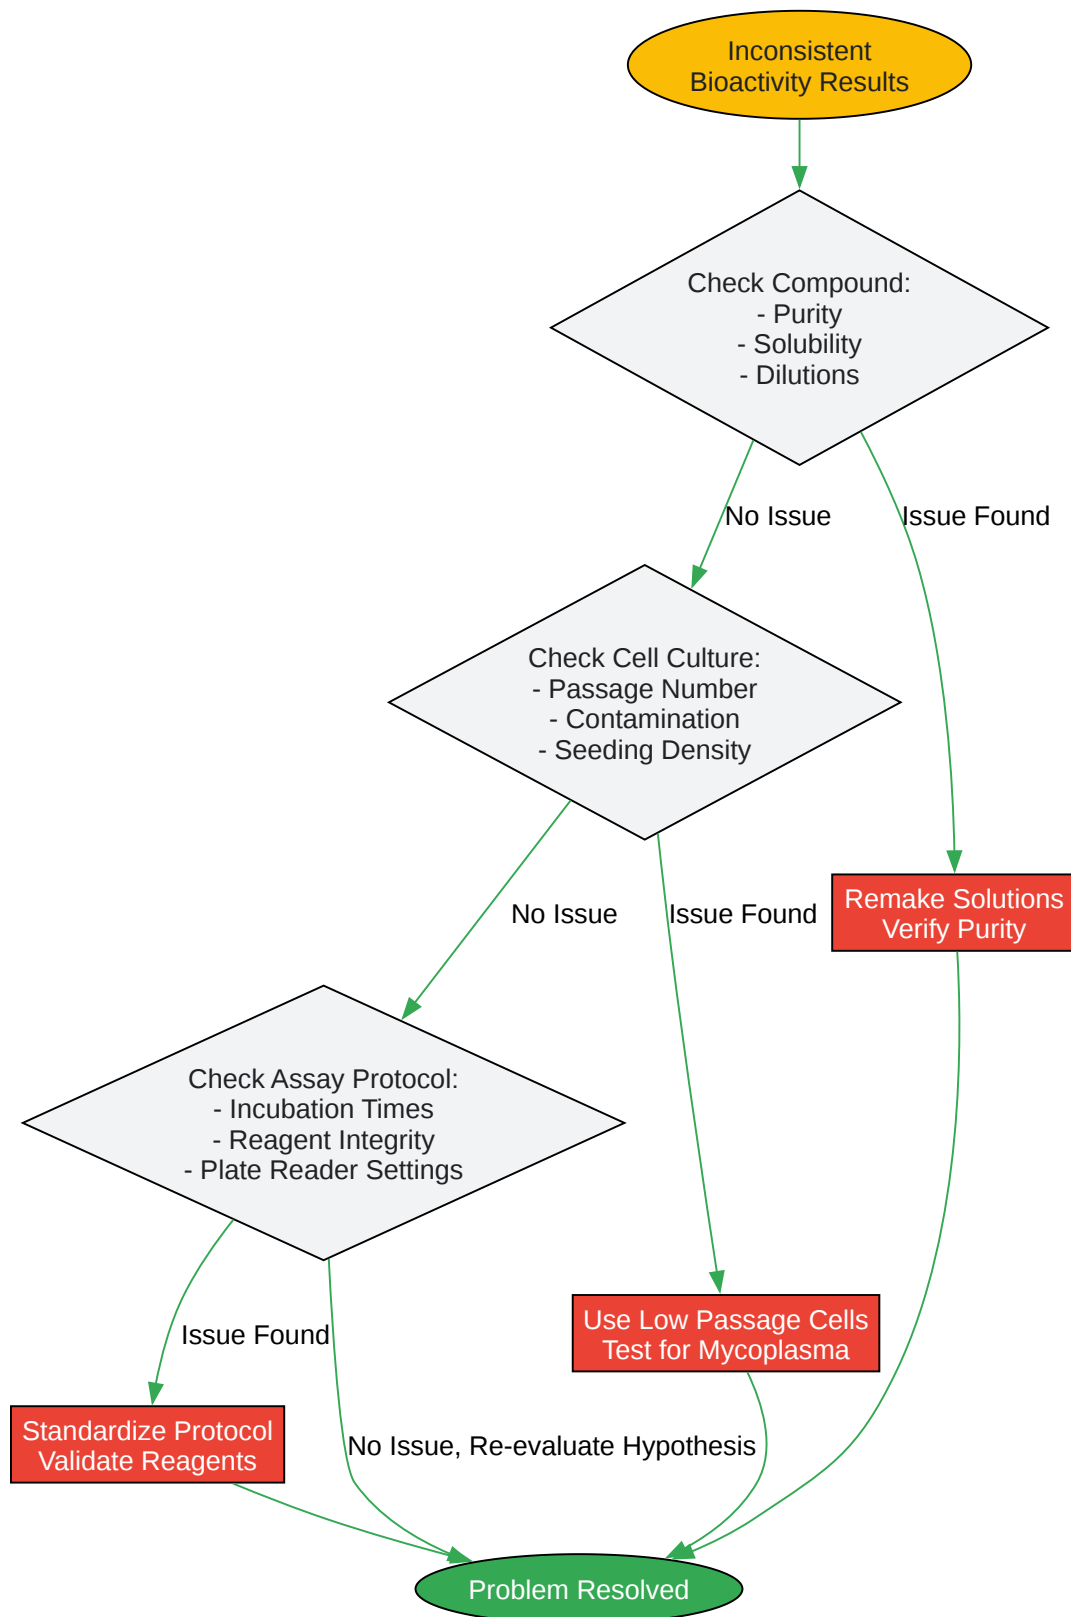 Inconsistent
Bioactivity Results
Check Compound:
- Purity
- Solubility
- Dilutions
No Issue
Issue Found
Check Cell Culture:
- Passage Number
- Contamination
- Seeding Density
No Issue
Issue Found
Remake Solutions
Verify Purity
Check Assay Protocol:
- Incubation Times
- Reagent Integrity
- Plate Reader Settings
Issue Found
Use Low Passage Cells
Test for Mycoplasma
Standardize Protocol
Validate Reagents
No Issue, Re-evaluate Hypothesis
Problem Resolved